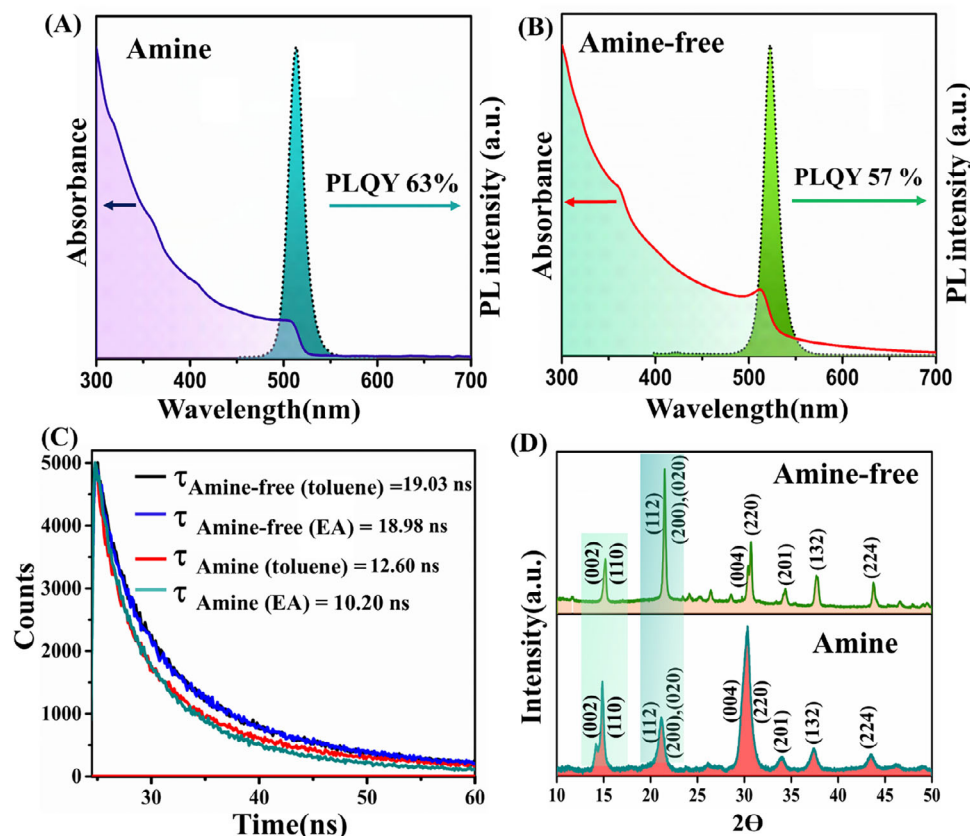 (A)
Amine
Absorbance
PL intensity (a.u.)
PLQY 63%
300 400 500 600 700
Wavelength(nm)
(B)
Amine-free
Absorbance
PL intensity (a.u.)
PLQY 57 %
300 400 500 600 700
Wavelength(nm)
(C)
Counts
5000
4000
3000
2000
1000
0
τ Amine-free (toluene) =19.03 ns
τ Amine-free (EA) = 18.98 ns
τ Amine (toluene) = 12.60 ns
τ Amine (EA) = 10.20 ns
30 40 50 60
Time(ns)
(D)
Intensity(a.u.)
Amine-free
(002)
(110)
(112)
(200),(020)
(004)
(220)
(201)
(132)
(224)
Amine
(002)
(110)
(112)
(200),(020)
(004)
(220)
(201)
(132)
(224)
10 15 20 25 30 35 40 45 50
2Θ